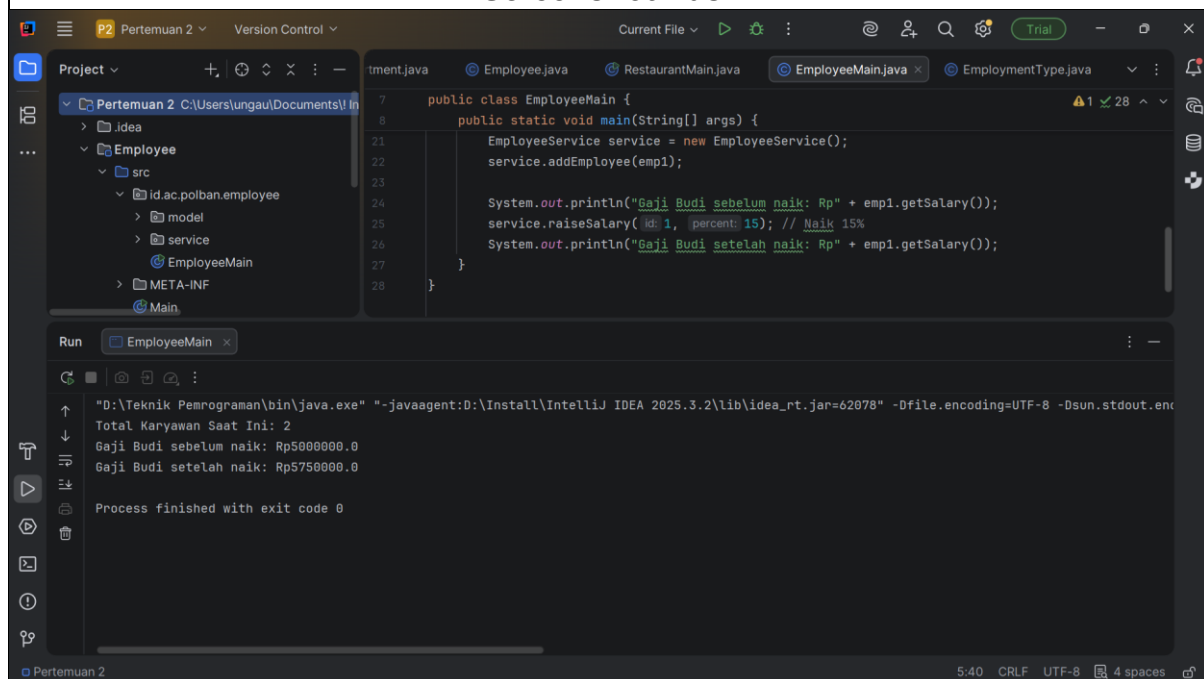 P2 Pertemuan 2 Version Control Current File Trial
Project
tment.java Employee.java RestaurantMain.java EmployeeMain.java EmploymentType.java
Pertemuan 2 C:\Users\ungau\Documents\! In
.idea
Employee
src
id.ac.polban.employee
model
service
EmployeeMain
META-INF
Main
1 28
7 public class EmployeeMain {
8 public static void main(String[] args) {
21 EmployeeService service = new EmployeeService();
22 service.addEmployee(emp1);
23
24 System.out.println("Gaji Budi sebelum naik: Rp" + emp1.getSalary());
25 service.raiseSalary( id: 1, percent: 15); // Naik 15%
26 System.out.println("Gaji Budi setelah naik: Rp" + emp1.getSalary());
27 }
28 }
Run EmployeeMain
"D:\Teknik Pemrograman\bin\java.exe" "-javaagent:D:\Install\IntelliJ IDEA 2025.3.2\lib\idea_rt.jar=62078" -Dfile.encoding=UTF-8 -Dsun.stdout.enc
Total Karyawan Saat Ini: 2
Gaji Budi sebelum naik: Rp5000000.0
Gaji Budi setelah naik: Rp5750000.0
Process finished with exit code 0
Pertemuan 2 5:40 CRLF UTF-8 4 spaces